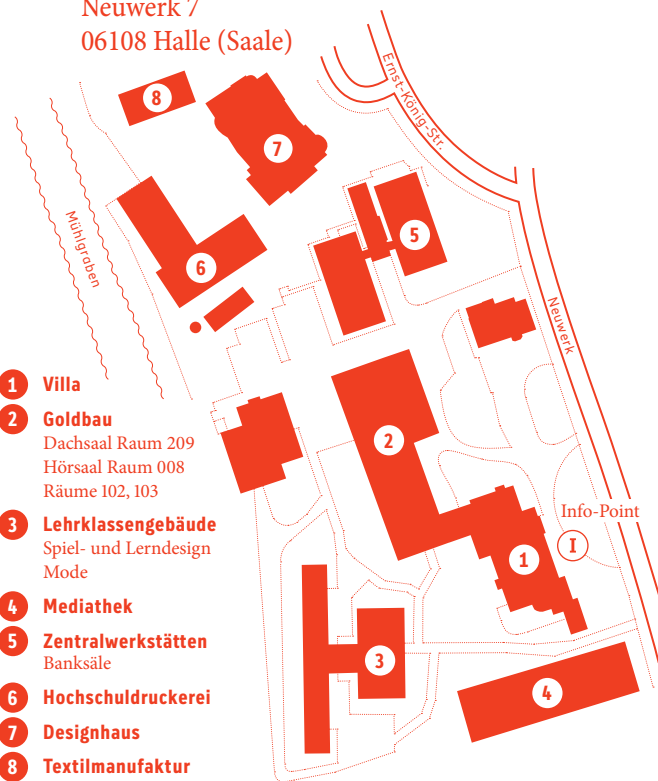 Neuwerk 7
06108 Halle (Saale)
Ernst-König-Str.
8
7
Mühlgraben
5
6
Neuwerk
1 Villa
2 Goldbau
Dachsaal Raum 209
Hörsaal Raum 008
Räume 102, 103
2
Info-Point
I
3 Lehrklassengebäude
Spiel- und Lerndesign
Mode
1
4 Mediathek
5 Zentralwerkstätten
Banksäle
3
4
6 Hochschuldruckerei
7 Designhaus
8 Textilmanufaktur